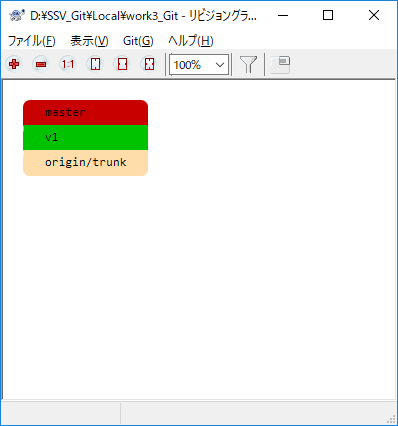 D:¥SSV_Git¥Local¥work3_Git - リビジョングラ...
ファイル(F) 表示(V) Git(G) ヘルプ(H)
1:1 100%
master
v1
origin/trunk